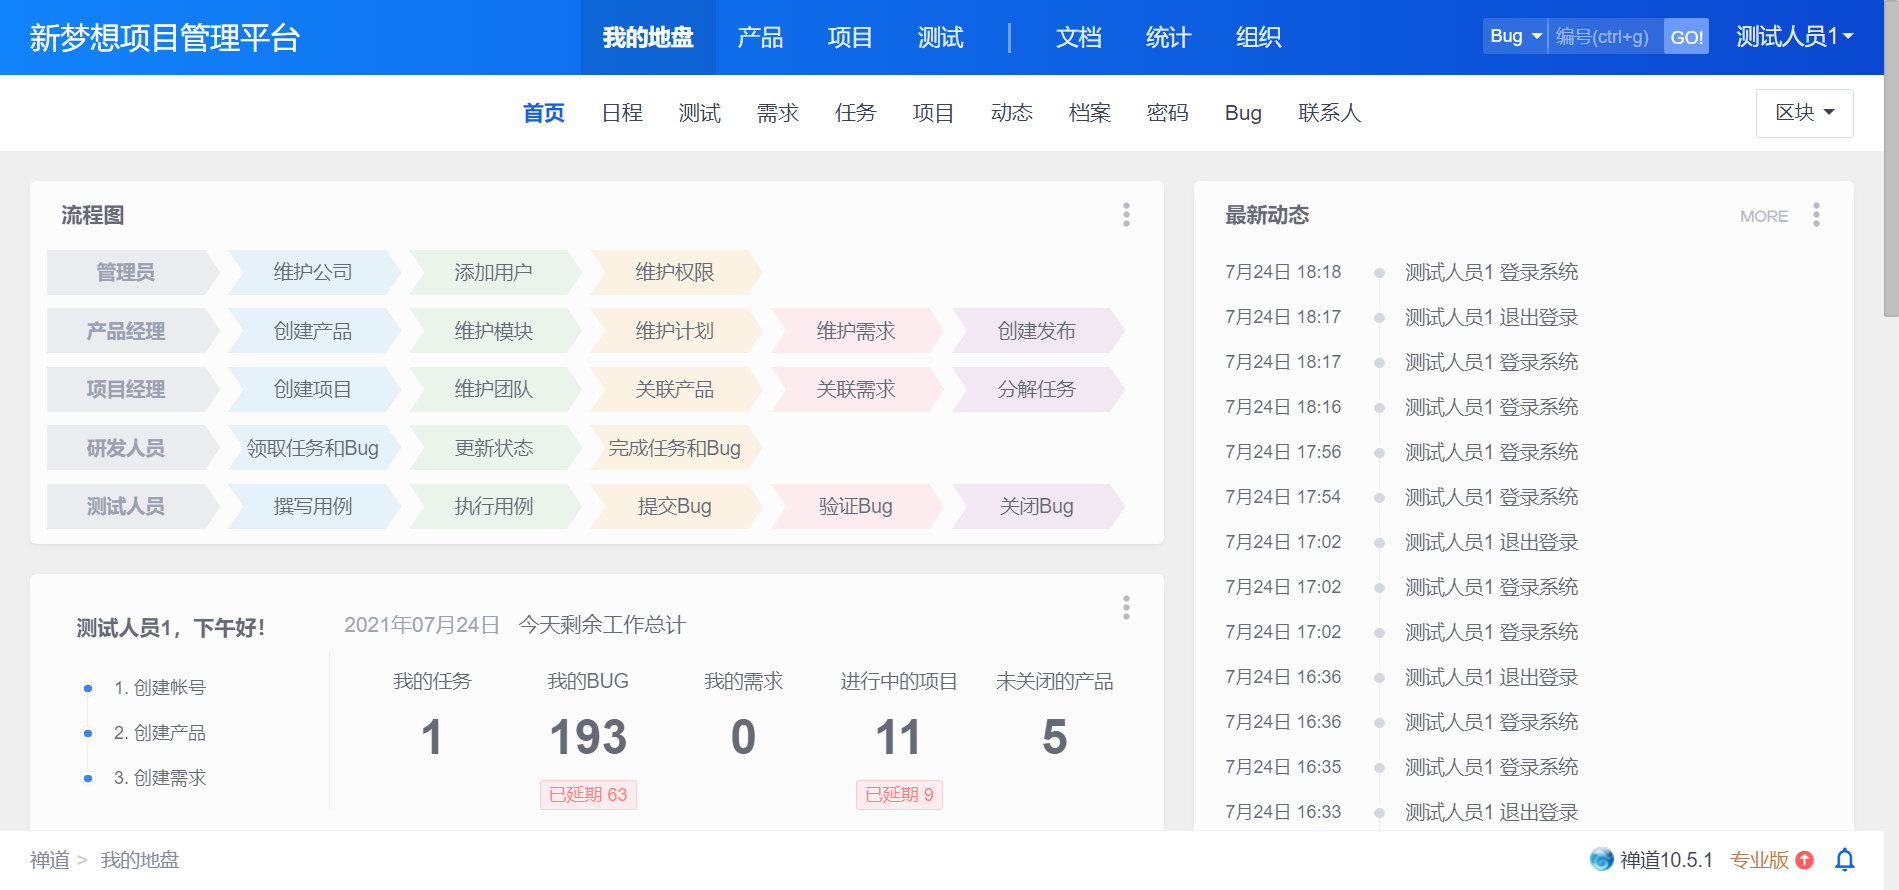 新梦想项目管理平台
我的地盘 产品 项目 测试 | 文档 统计 组织
Bug 编号(ctrl+g) GO! 测试人员1
首页 日程 测试 需求 任务 项目 动态 档案 密码 Bug 联系人
区块
流程图
管理员 维护公司 添加用户 维护权限
产品经理 创建产品 维护模块 维护计划 维护需求 创建发布
项目经理 创建项目 维护团队 关联产品 关联需求 分解任务
研发人员 领取任务和Bug 更新状态 完成任务和Bug
测试人员 撰写用例 执行用例 提交Bug 验证Bug 关闭Bug
测试人员1，下午好！
1. 创建帐号
2. 创建产品
3. 创建需求
2021年07月24日 今天剩余工作总计
我的任务 我的BUG 我的需求 进行中的项目 未关闭的产品
1 193 0 11 5
已延期 63 已延期 9
最新动态 MORE
7月24日 18:18 测试人员1 登录系统
7月24日 18:17 测试人员1 退出登录
7月24日 18:17 测试人员1 登录系统
7月24日 18:16 测试人员1 登录系统
7月24日 17:56 测试人员1 登录系统
7月24日 17:54 测试人员1 登录系统
7月24日 17:02 测试人员1 退出登录
7月24日 17:02 测试人员1 登录系统
7月24日 17:02 测试人员1 登录系统
7月24日 16:36 测试人员1 退出登录
7月24日 16:36 测试人员1 登录系统
7月24日 16:35 测试人员1 登录系统
7月24日 16:33 测试人员1 退出登录
禅道 > 我的地盘
禅道10.5.1 专业版